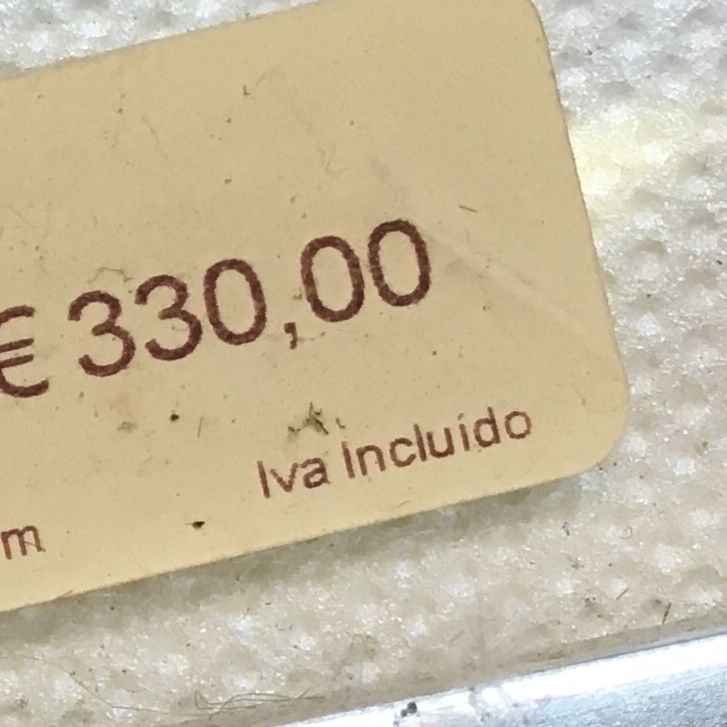 € 330,00
Iva Incluído
m